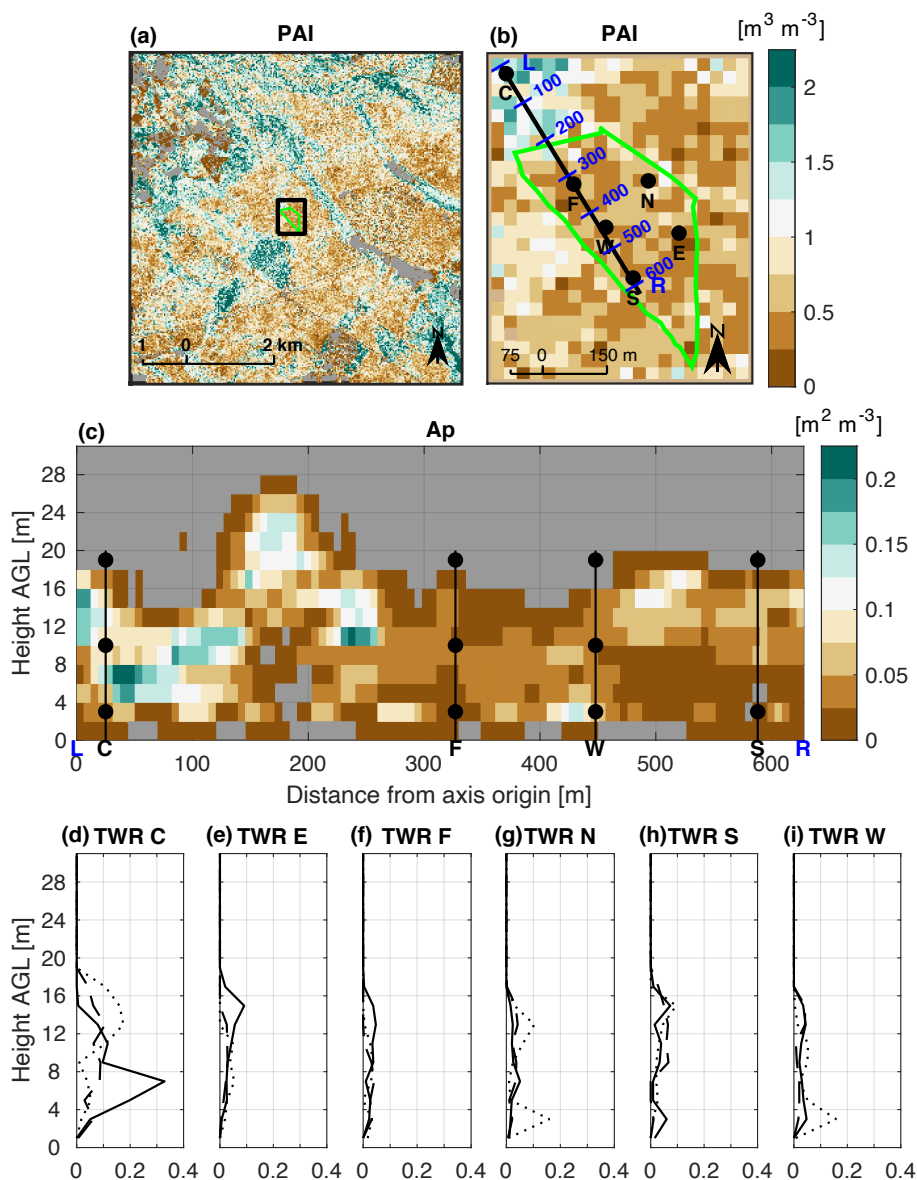 (a) PAI
(b) PAI
[m³ m⁻³]
L
C
100
200
300
400
500
600
F
N
W
E
S
R
N
1 0 2 km
N
75 0 150 m
2
1.5
1
0.5
0
(c) Ap
[m² m⁻³]
Height AGL [m]
28
24
20
16
12
8
4
0
L C F W S R
0 100 200 300 400 500 600
Distance from axis origin [m]
0.2
0.15
0.1
0.05
0
(d) TWR C
(e) TWR E
(f) TWR F
(g) TWR N
(h) TWR S
(i) TWR W
Height AGL [m]
28
24
20
16
12
8
4
0
0 0.2 0.4
0 0.2 0.4
0 0.2 0.4
0 0.2 0.4
0 0.2 0.4
0 0.2 0.4